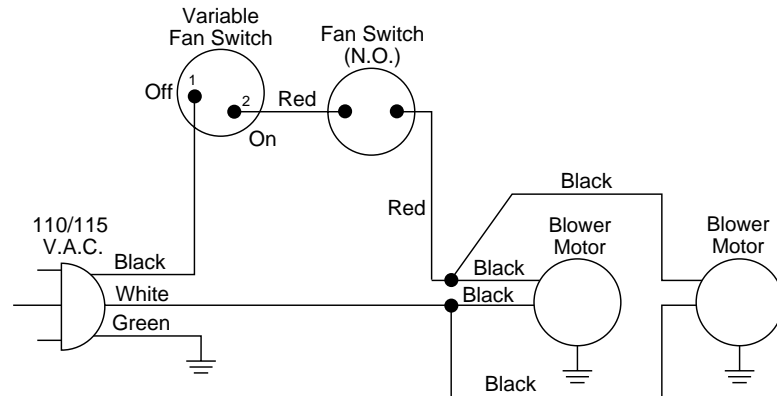 Variable
Fan Switch
Fan Switch
(N.O.)
Off
1
2
On
Red
Red
Black
110/115
V.A.C.
Blower
Motor
Blower
Motor
Black
Black
White
Black
Green
Black